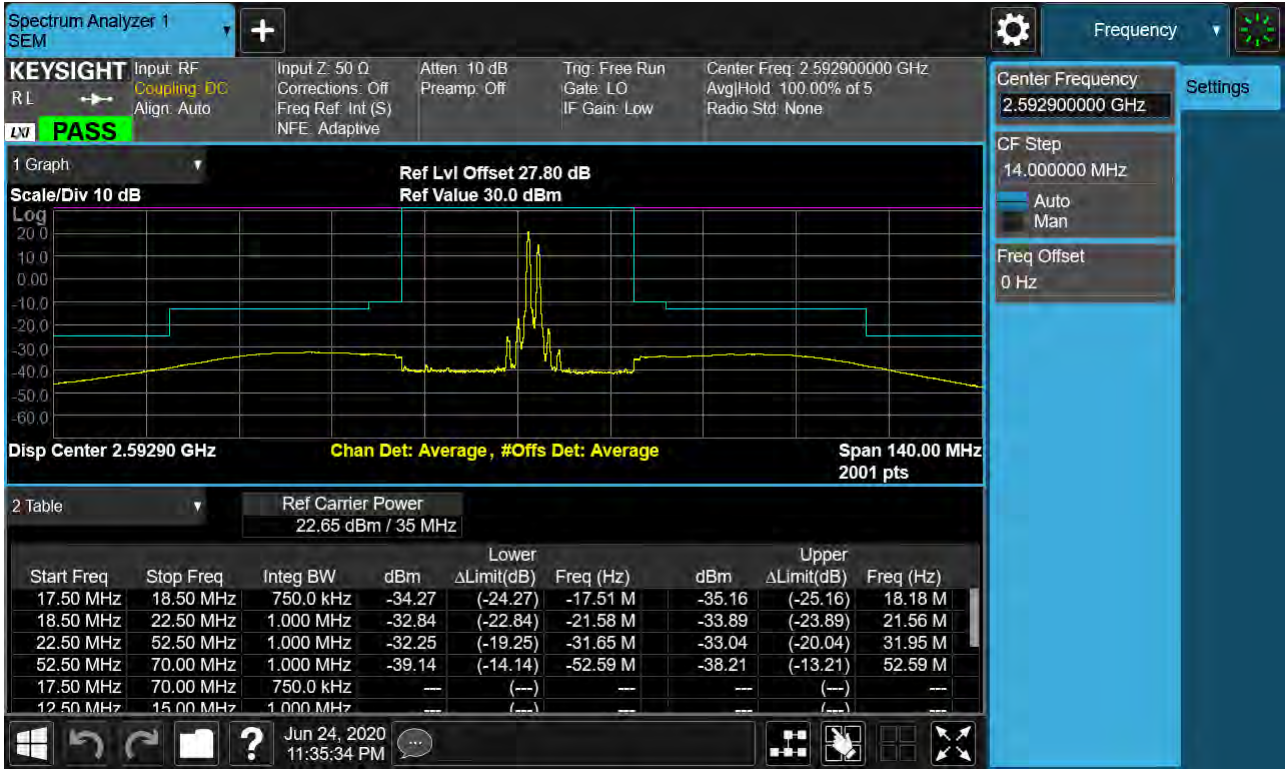 Spectrum Analyzer 1
SEM
+
Frequency
KEYSIGHT
R L
LXI PASS
Input: RF
Coupling: DC
Align: Auto
Input Z: 50 Ω
Corrections: Off
Freq Ref: Int (S)
NFE: Adaptive
Atten: 10 dB
Preamp: Off
Trig: Free Run
Gate: LO
IF Gain: Low
Center Freq: 2.592900000 GHz
Avg|Hold: 100.00% of 5
Radio Std: None
Center Frequency
2.592900000 GHz
Settings
CF Step
14.000000 MHz
Auto
Man
Freq Offset
0 Hz
1 Graph
Scale/Div 10 dB
Ref Lvl Offset 27.80 dB
Ref Value 30.0 dBm
Log
20.0
10.0
0.00
-10.0
-20.0
-30.0
-40.0
-50.0
-60.0
Disp Center 2.59290 GHz Chan Det: Average , #Offs Det: Average Span 140.00 MHz
2001 pts
2 Table
Ref Carrier Power
22.65 dBm / 35 MHz
Lower Upper
Start Freq Stop Freq Integ BW dBm ΔLimit(dB) Freq (Hz) dBm ΔLimit(dB) Freq (Hz)
17.50 MHz 18.50 MHz 750.0 kHz -34.27 (-24.27) -17.51 M -35.16 (-25.16) 18.18 M
18.50 MHz 22.50 MHz 1.000 MHz -32.84 (-22.84) -21.58 M -33.89 (-23.89) 21.56 M
22.50 MHz 52.50 MHz 1.000 MHz -32.25 (-19.25) -31.65 M -33.04 (-20.04) 31.95 M
52.50 MHz 70.00 MHz 1.000 MHz -39.14 (-14.14) -52.59 M -38.21 (-13.21) 52.59 M
17.50 MHz 70.00 MHz 750.0 kHz --- (---) --- --- (---) ---
12.50 MHz 15.00 MHz 1.000 MHz --- (---) --- --- (---) ---
?
Jun 24, 2020
11:35:34 PM